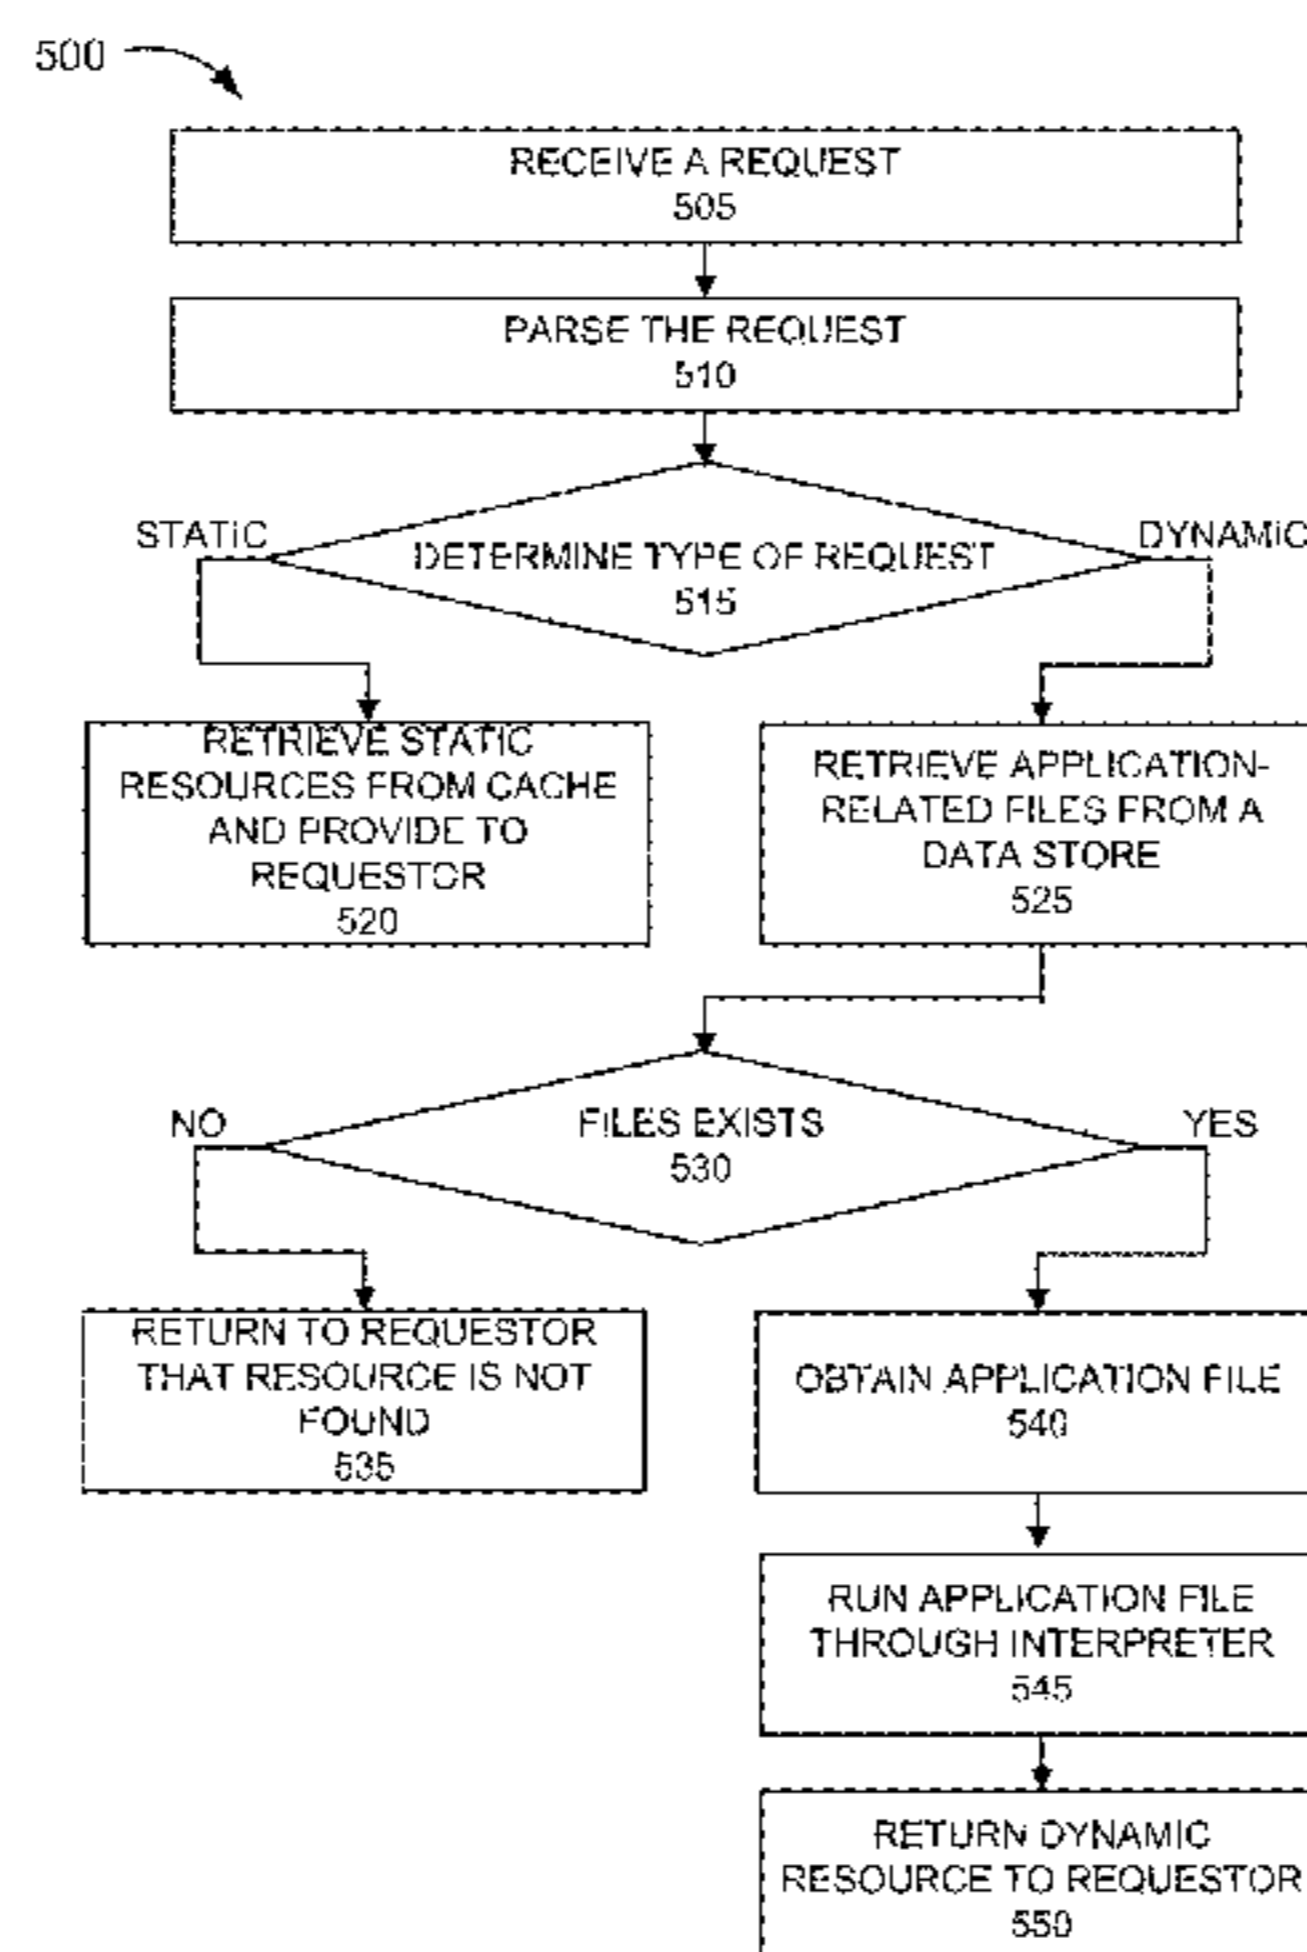 500
RECEIVE A REQUEST
505
PARSE THE REQUEST
510
STATIC
DYNAMIC
DETERMINE TYPE OF REQUEST
515
RETRIEVE STATIC
RESOURCES FROM CACHE
AND PROVIDE TO
REQUESTOR
520
RETRIEVE APPLICATION-
RELATED FILES FROM A
DATA STORE
525
NO
YES
FILES EXISTS
530
RETURN TO REQUESTOR
THAT RESOURCE IS NOT
FOUND
535
OBTAIN APPLICATION FILE
540
RUN APPLICATION FILE
THROUGH INTERPRETER
545
RETURN DYNAMIC
RESOURCE TO REQUESTOR
550